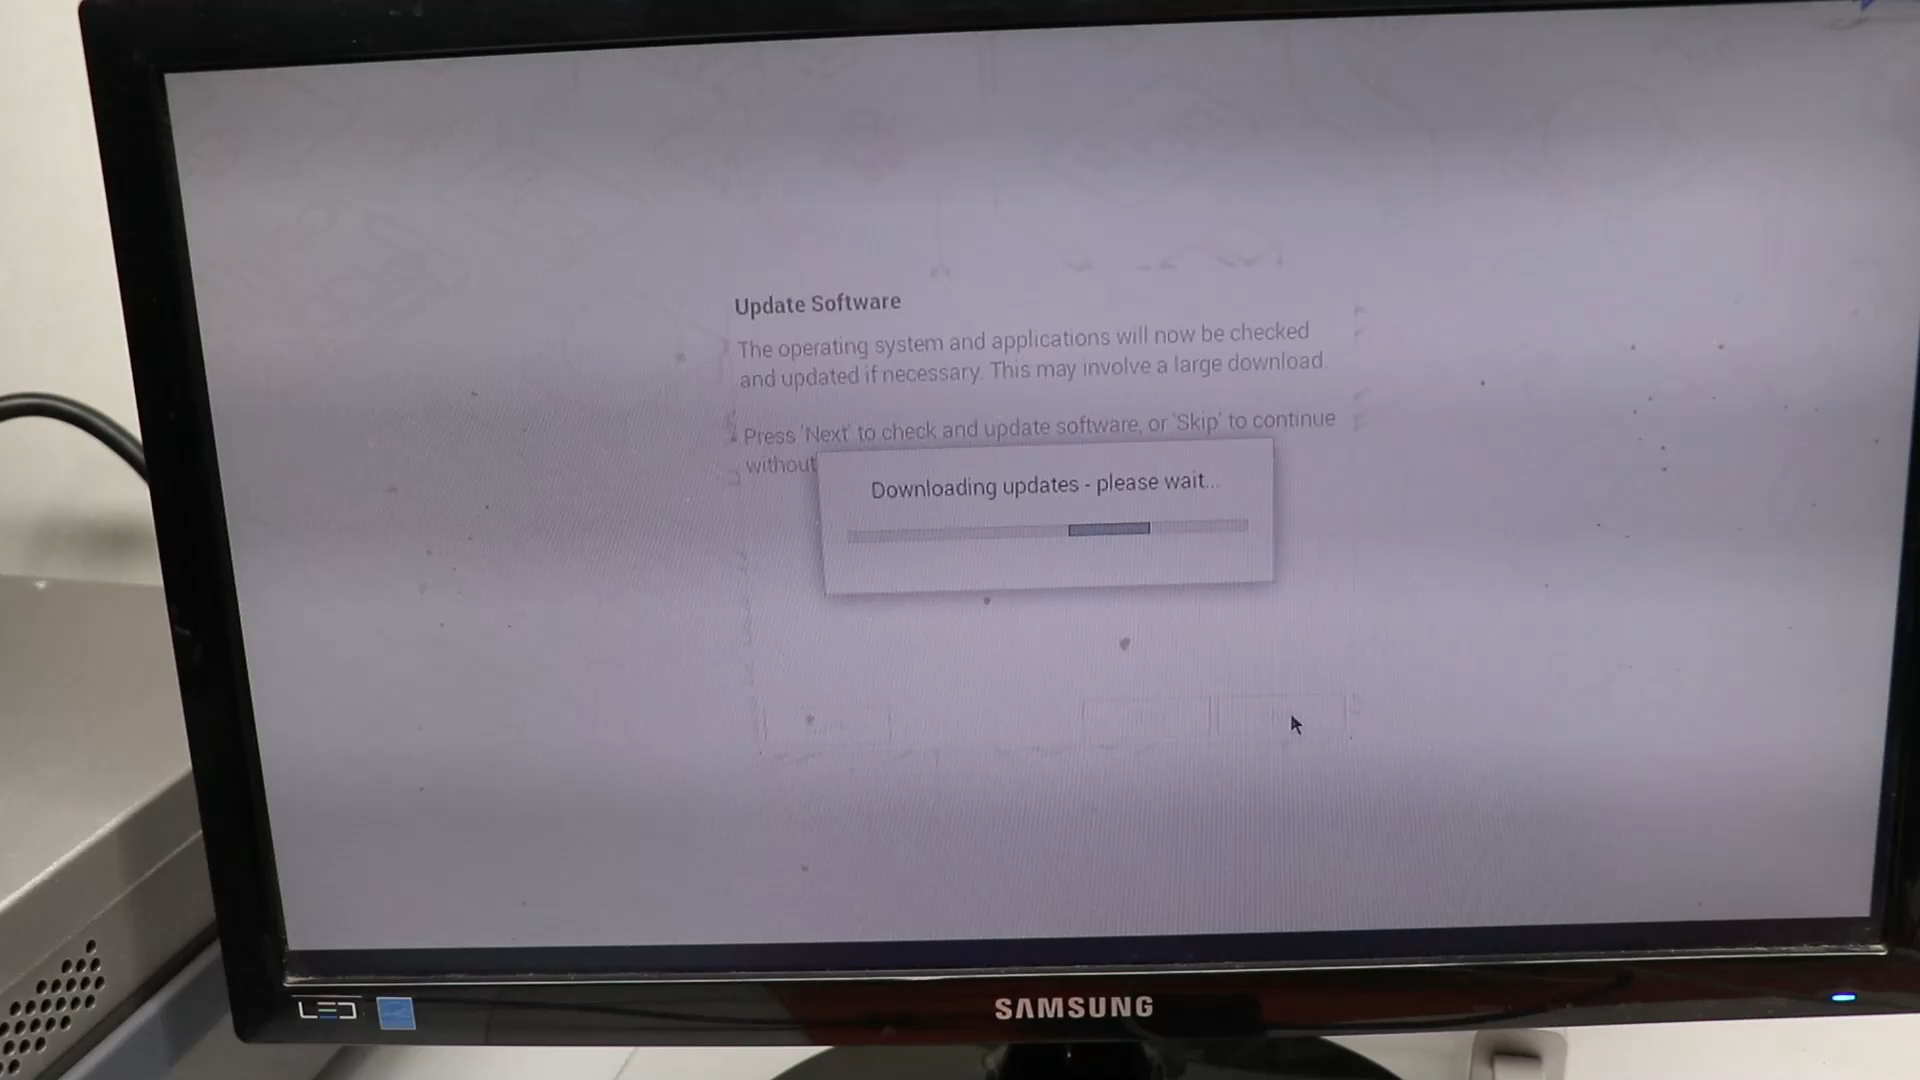 Update Software
The operating system and applications will now be checked
and updated if necessary. This may involve a large download.
Press 'Next' to check and update software, or 'Skip' to continue
without
Downloading updates - please wait...
LED
SAMSUNG